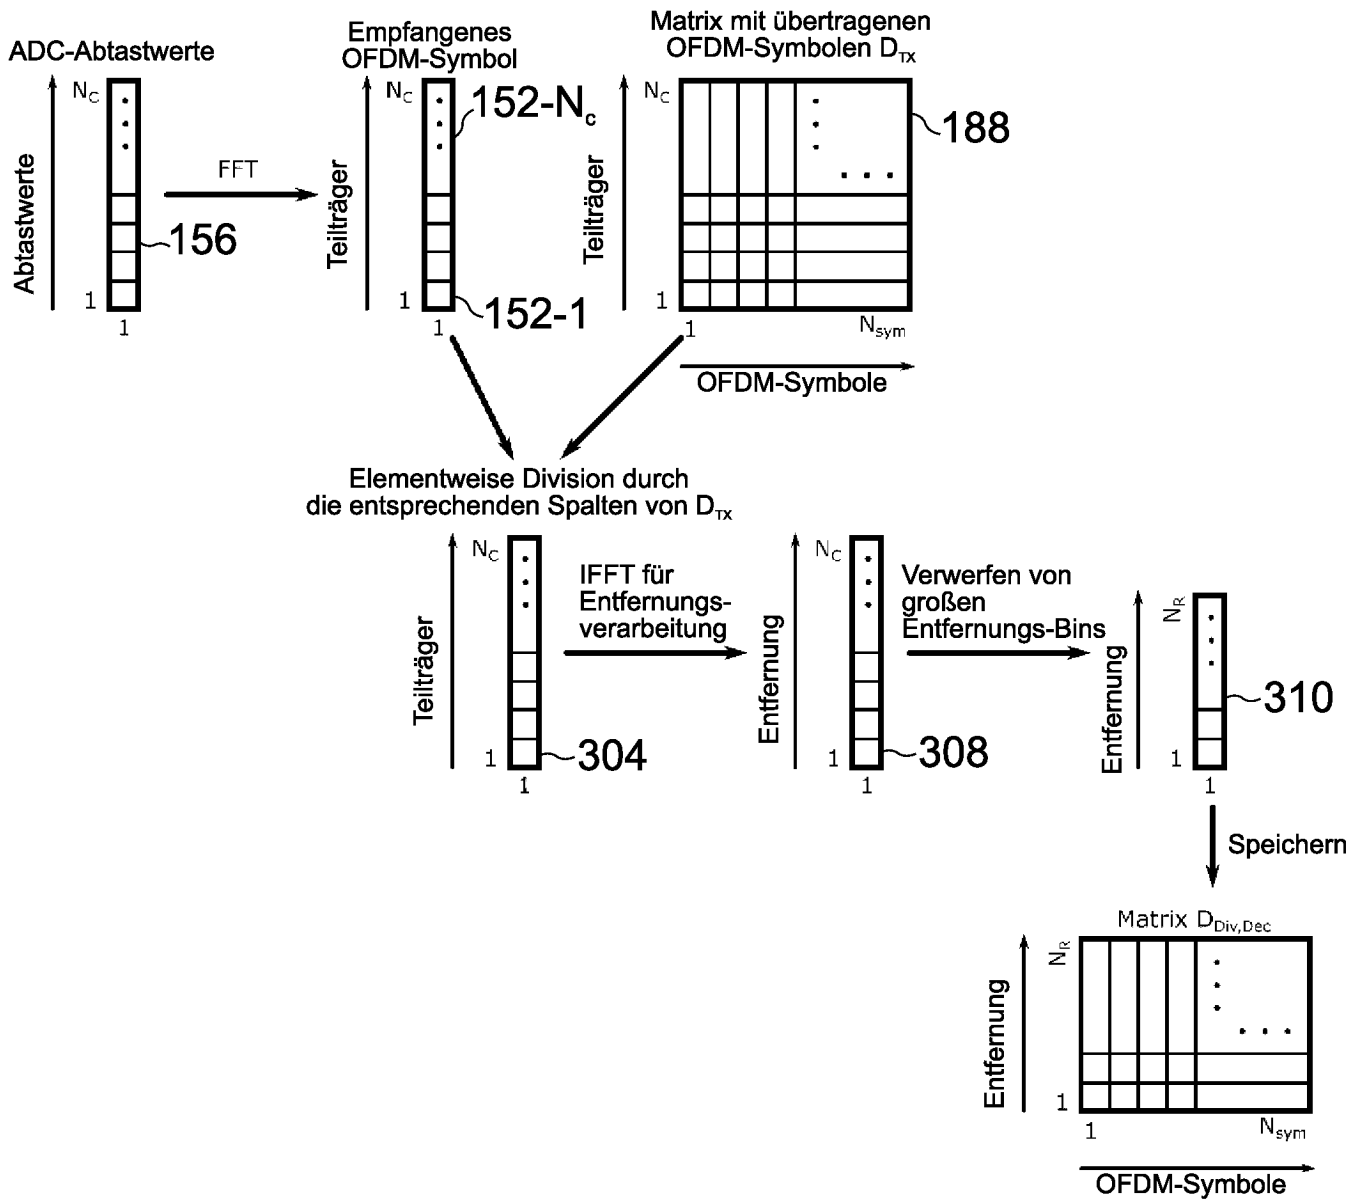 ADC-Abtastwerte
Abtastwerte
N_C
1
1
156
FFT
Empfangenes
OFDM-Symbol
Teilträger
N_C
1
1
152-N_c
152-1
Matrix mit übertragenen
OFDM-Symbolen D_TX
Teilträger
N_C
1
1
N_sym
188
OFDM-Symbole
Elementweise Division durch
die entsprechenden Spalten von D_TX
Teilträger
N_C
1
1
304
IFFT für
Entfernungs-
verarbeitung
Entfernung
N_C
1
1
308
Verwerfen von
großen
Entfernungs-Bins
Entfernung
N_R
1
1
310
Speichern
Matrix D_Div,Dec
Entfernung
N_R
1
1
N_sym
OFDM-Symbole